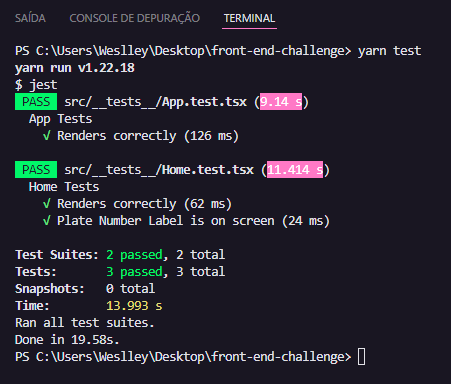 SAÍDA CONSOLE DE DEPURAÇÃO TERMINAL
PS C:\Users\Weslley\Desktop\front-end-challenge> yarn test
yarn run v1.22.18
$ jest
PASS src/__tests__/App.test.tsx (9.14 s)
App Tests
√ Renders correctly (126 ms)
PASS src/__tests__/Home.test.tsx (11.414 s)
Home Tests
√ Renders correctly (62 ms)
√ Plate Number Label is on screen (24 ms)
Test Suites: 2 passed, 2 total
Tests: 3 passed, 3 total
Snapshots: 0 total
Time: 13.993 s
Ran all test suites.
Done in 19.58s.
PS C:\Users\Weslley\Desktop\front-end-challenge>